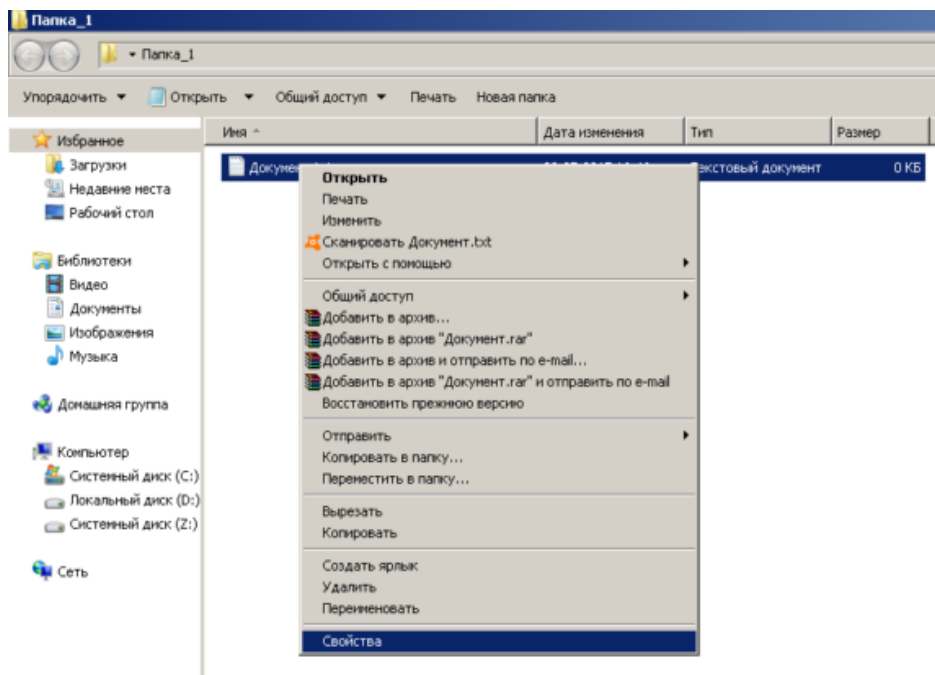 Папка_1
Папка_1
Упорядочить Открыть Общий доступ Печать Новая папка
Имя Дата изменения Тип Размер
Избранное
Загрузки
Недавние места
Рабочий стол
Библиотеки
Видео
Документы
Изображения
Музыка
Домашняя группа
Компьютер
Системный диск (C:)
Локальный диск (D:)
Системный диск (Z:)
Сеть
Текстовый документ 0 КБ
Открыть
Печать
Изменить
Сканировать Документ.txt
Открыть с помощью
Общий доступ
Добавить в архив...
Добавить в архив "Документ.rar"
Добавить в архив и отправить по e-mail...
Добавить в архив "Документ.rar" и отправить по e-mail
Восстановить прежнюю версию
Отправить
Копировать в папку...
Переместить в папку...
Вырезать
Копировать
Создать ярлык
Удалить
Переименовать
Свойства